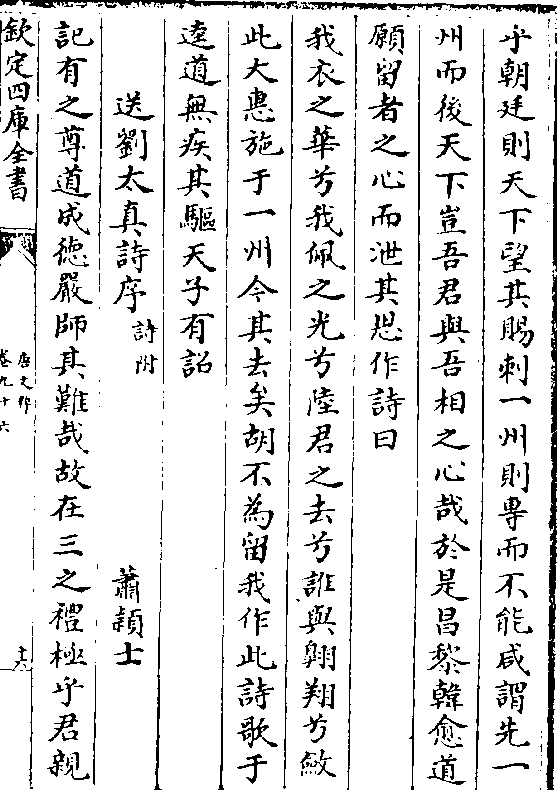 乎朝廷則天下望其賜刺一州則專而不能咸謂先一
州而後天下豈吾君與吾相之心哉於是昌黎韓愈道
願留者之心而泄其思作詩曰
我衣之華兮我佩之光兮陸君之去兮誰與翺翔兮斂
此大惠施于一州今其去矣胡不為留我作此詩歌于
逵道無疾其驅天子有詔
送劉太真詩序 詩附 蕭頴士
記有之尊道成德嚴師其難哉故在三之禮極乎君親
欽定四庫全書
唐文粹
卷九十六
十六